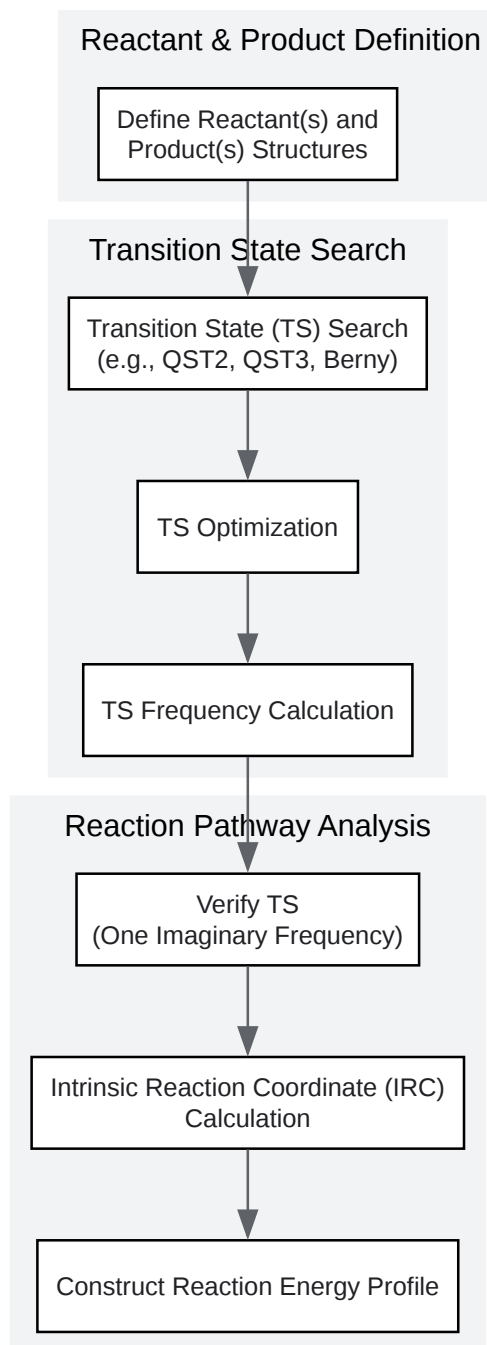 Reactant & Product Definition
Define Reactant(s) and
Product(s) Structures
Transition State Search
Transition State (TS) Search
(e.g., QST2, QST3, Berny)
TS Optimization
TS Frequency Calculation
Reaction Pathway Analysis
Verify TS
(One Imaginary Frequency)
Intrinsic Reaction Coordinate (IRC)
Calculation
Construct Reaction Energy Profile